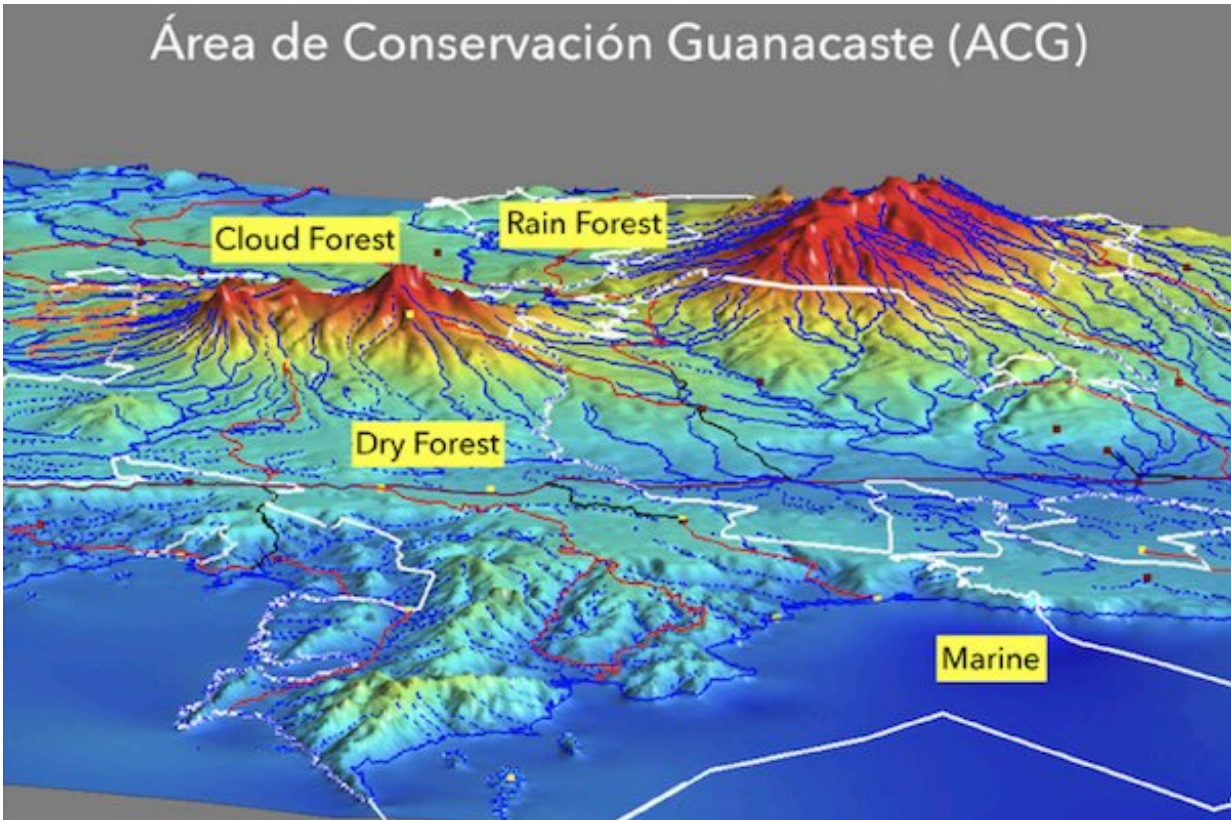 Área de Conservación Guanacaste (ACG)
Rain Forest
Cloud Forest
Dry Forest
Marine